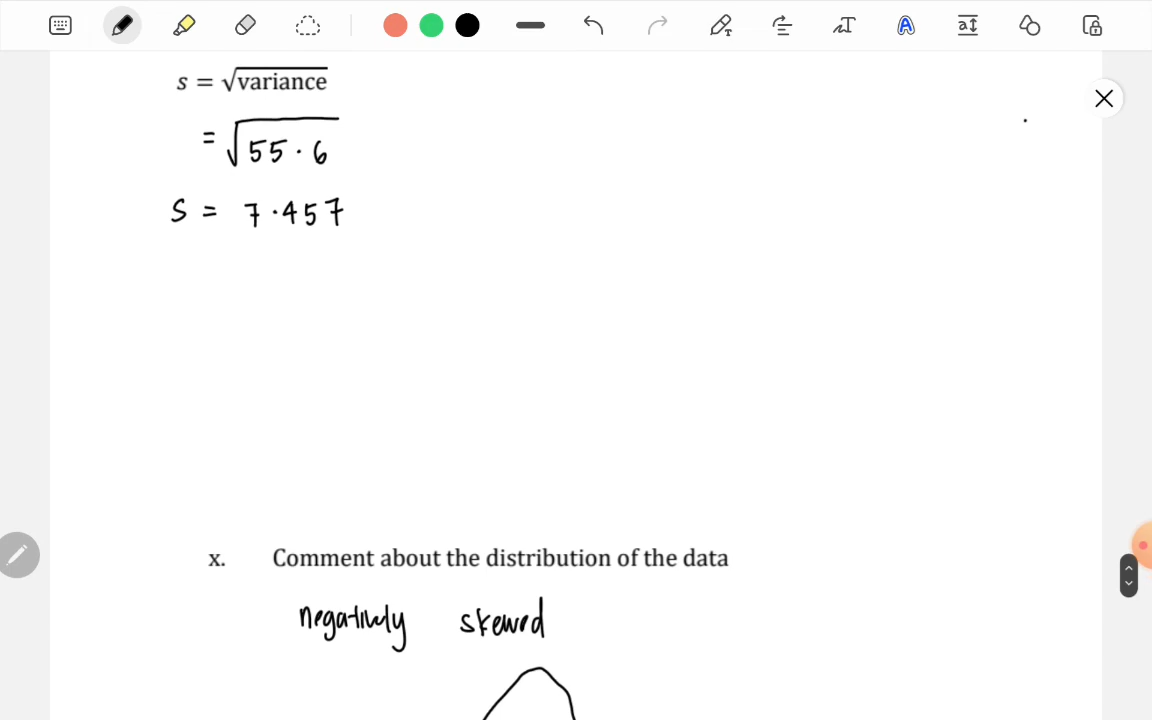 s = √variance
= √55·6
S = 7·457
x. Comment about the distribution of the data
negatively skewed